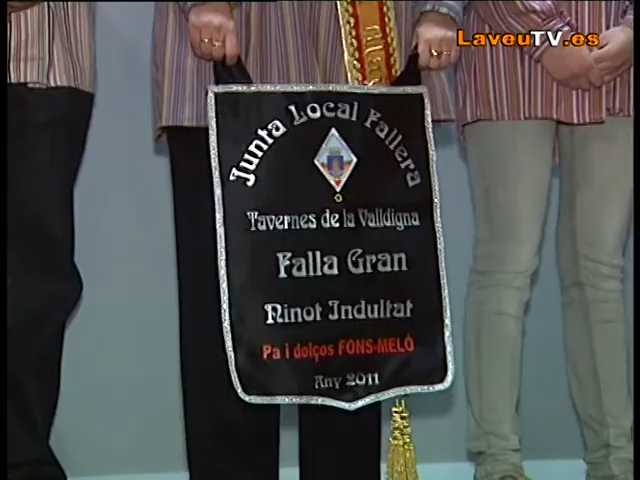 LaveuTV.es
Junta Local Fallera
Tavernes de la Valldigna
Falla Gran
Ninot Indultat
Pa i dolços FONS-MELÓ
Any 2011